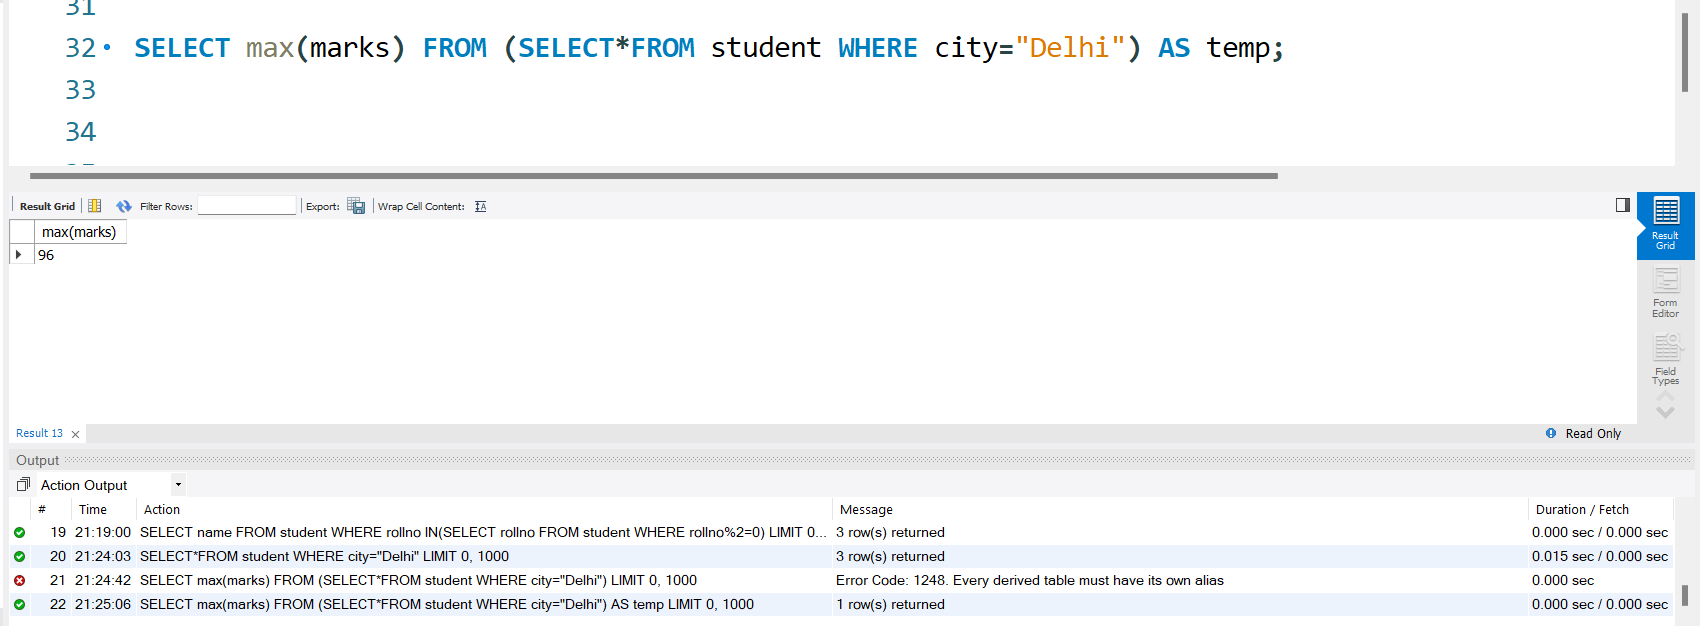 31
32 SELECT max(marks) FROM (SELECT*FROM student WHERE city="Delhi") AS temp;
33
34
Result Grid Filter Rows: Export: Wrap Cell Content:
max(marks)
96
Result Grid
Form Editor
Field Types
Result 13 × Read Only
Output
Action Output
# Time Action Message Duration / Fetch
19 21:19:00 SELECT name FROM student WHERE rollno IN(SELECT rollno FROM student WHERE rollno%2=0) LIMIT 0... 3 row(s) returned 0.000 sec / 0.000 sec
20 21:24:03 SELECT*FROM student WHERE city="Delhi" LIMIT 0, 1000 3 row(s) returned 0.015 sec / 0.000 sec
21 21:24:42 SELECT max(marks) FROM (SELECT*FROM student WHERE city="Delhi") LIMIT 0, 1000 Error Code: 1248. Every derived table must have its own alias 0.000 sec
22 21:25:06 SELECT max(marks) FROM (SELECT*FROM student WHERE city="Delhi") AS temp LIMIT 0, 1000 1 row(s) returned 0.000 sec / 0.000 sec